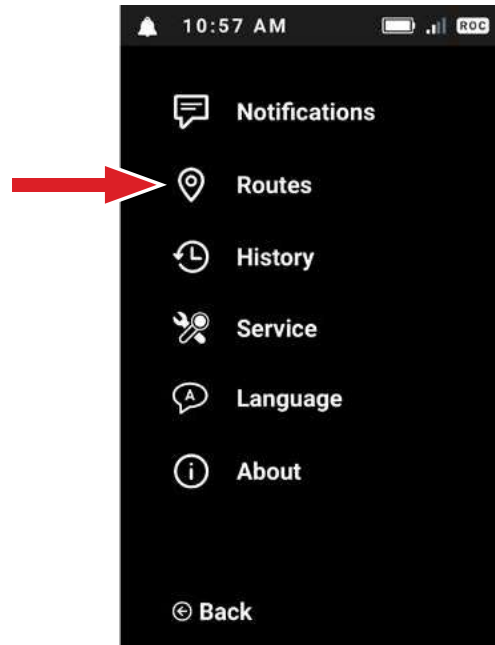 10:57 AM ROC
Notifications
Routes
History
Service
A Language
i About
Back